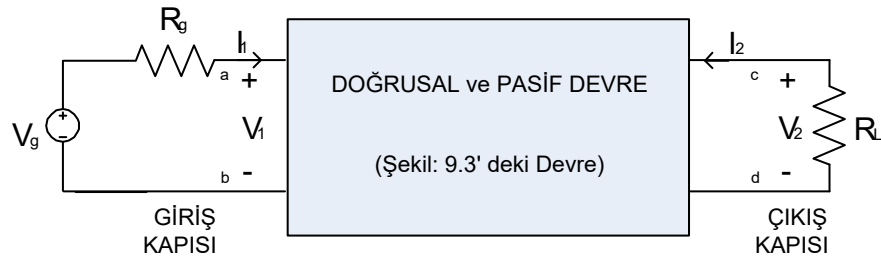 Rg
I1
I2
a
c
+
+
+
DOĞRUSAL ve PASİF DEVRE
Vg
V1
V2
RL
(Şekil: 9.3' deki Devre)
b
-
d
-
GİRİŞ
KAPISI
ÇIKIŞ
KAPISI